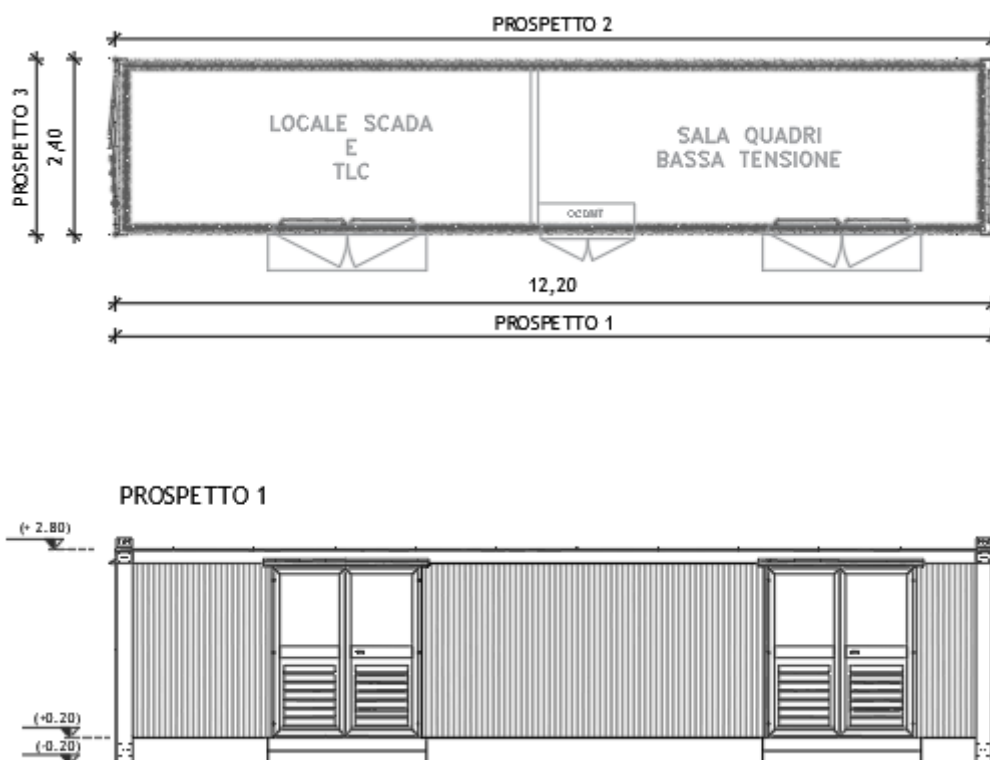 PROSPETTO 2
PROSPETTO 3
2,40
LOCALE SCADA
E
TLC
SALA QUADRI
BASSA TENSIONE
12,20
PROSPETTO 1
PROSPETTO 1
(+ 2.80)
(+0.20)
(-0.20)